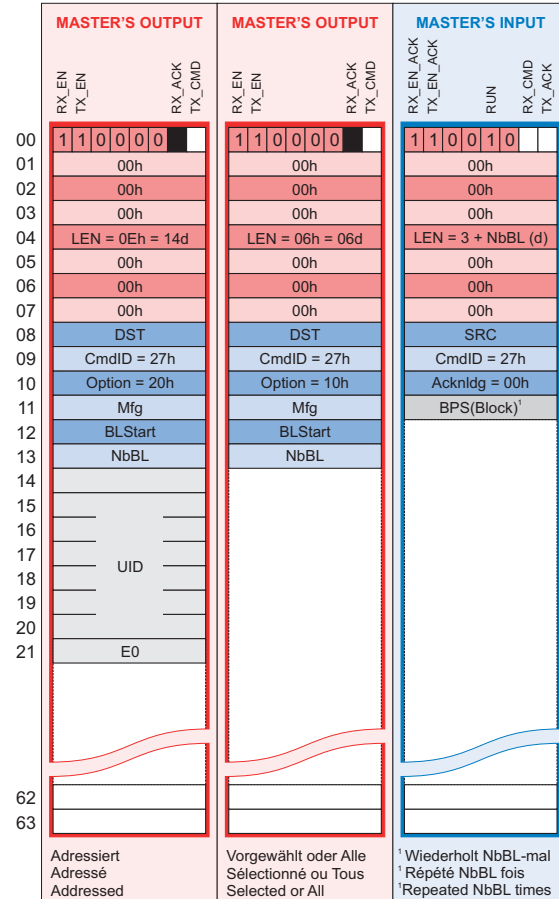 MASTER'S OUTPUT MASTER'S OUTPUT MASTER'S INPUT
RX_EN TX_EN RX_ACK TX_CMD RX_EN TX_EN RX_ACK TX_CMD RX_EN_ACK TX_EN_ACK RUN RX_CMD TX_ACK
00 1 1 0 0 0 0 1 1 0 0 0 0 1 1 0 0 1 0
01 00h 00h 00h
02 00h 00h 00h
03 00h 00h 00h
04 LEN = 0Eh = 14d LEN = 06h = 06d LEN = 3 + NbBL (d)
05 00h 00h 00h
06 00h 00h 00h
07 00h 00h 00h
08 DST DST SRC
09 CmdID = 27h CmdID = 27h CmdID = 27h
10 Option = 20h Option = 10h Acknldg = 00h
11 Mfg Mfg BPS(Block)¹
12 BLStart BLStart
13 NbBL NbBL
14
15
16
17
UID
18
19
20
21 E0
62
63
Adressiert Vorgewählt oder Alle ¹ Wiederholt NbBL-mal
Adressé Sélectionné ou Tous ¹ Répété NbBL fois
Addressed Selected or All ¹Repeated NbBL times